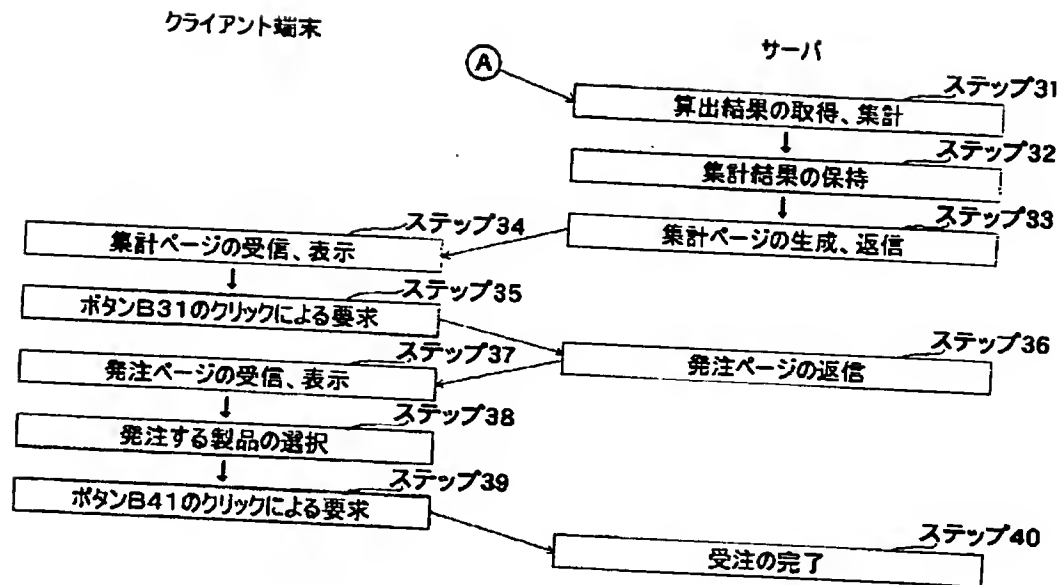 クライアント端末
サーバ
A
ステップ31
算出結果の取得、集計
ステップ32
集計結果の保持
ステップ33
集計ページの生成、返信
ステップ34
集計ページの受信、表示
ステップ35
ボタンB31のクリックによる要求
ステップ36
発注ページの返信
ステップ37
発注ページの受信、表示
ステップ38
発注する製品の選択
ステップ39
ボタンB41のクリックによる要求
ステップ40
受注の完了